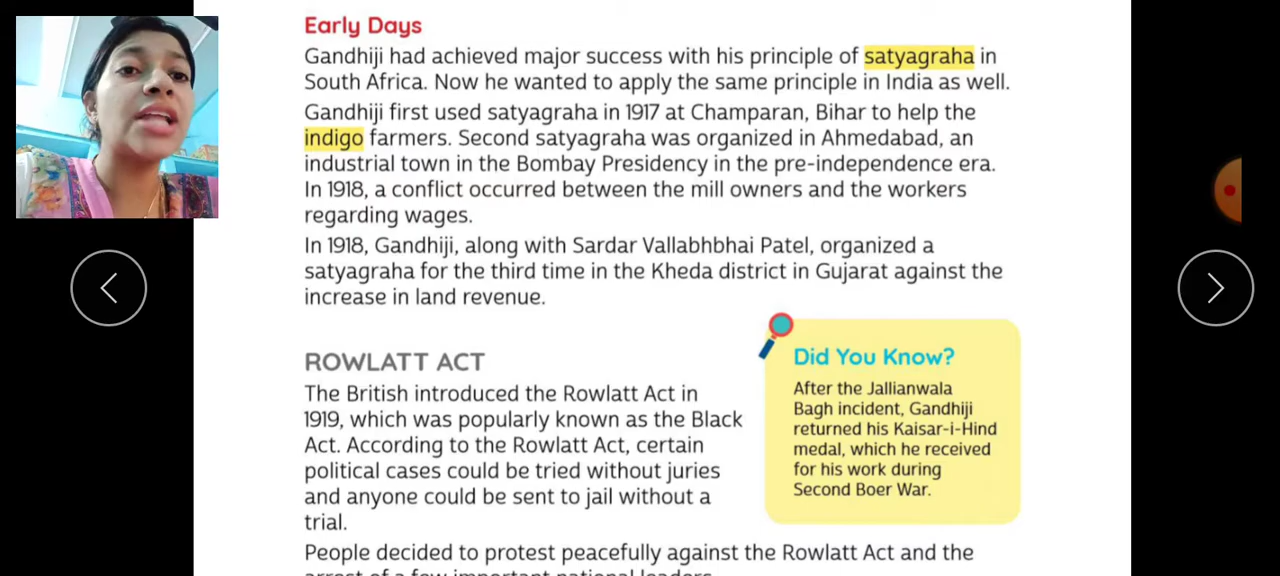 Early Days
Gandhiji had achieved major success with his principle of satyagraha in
South Africa. Now he wanted to apply the same principle in India as well.
Gandhiji first used satyagraha in 1917 at Champaran, Bihar to help the
indigo farmers. Second satyagraha was organized in Ahmedabad, an
industrial town in the Bombay Presidency in the pre-independence era.
In 1918, a conflict occurred between the mill owners and the workers
regarding wages.
In 1918, Gandhiji, along with Sardar Vallabhbhai Patel, organized a
satyagraha for the third time in the Kheda district in Gujarat against the
increase in land revenue.
ROWLATT ACT
The British introduced the Rowlatt Act in
1919, which was popularly known as the Black
Act. According to the Rowlatt Act, certain
political cases could be tried without juries
and anyone could be sent to jail without a
trial.
Did You Know?
After the Jallianwala
Bagh incident, Gandhiji
returned his Kaisar-i-Hind
medal, which he received
for his work during
Second Boer War.
People decided to protest peacefully against the Rowlatt Act and the
arrest of a few important national leaders.